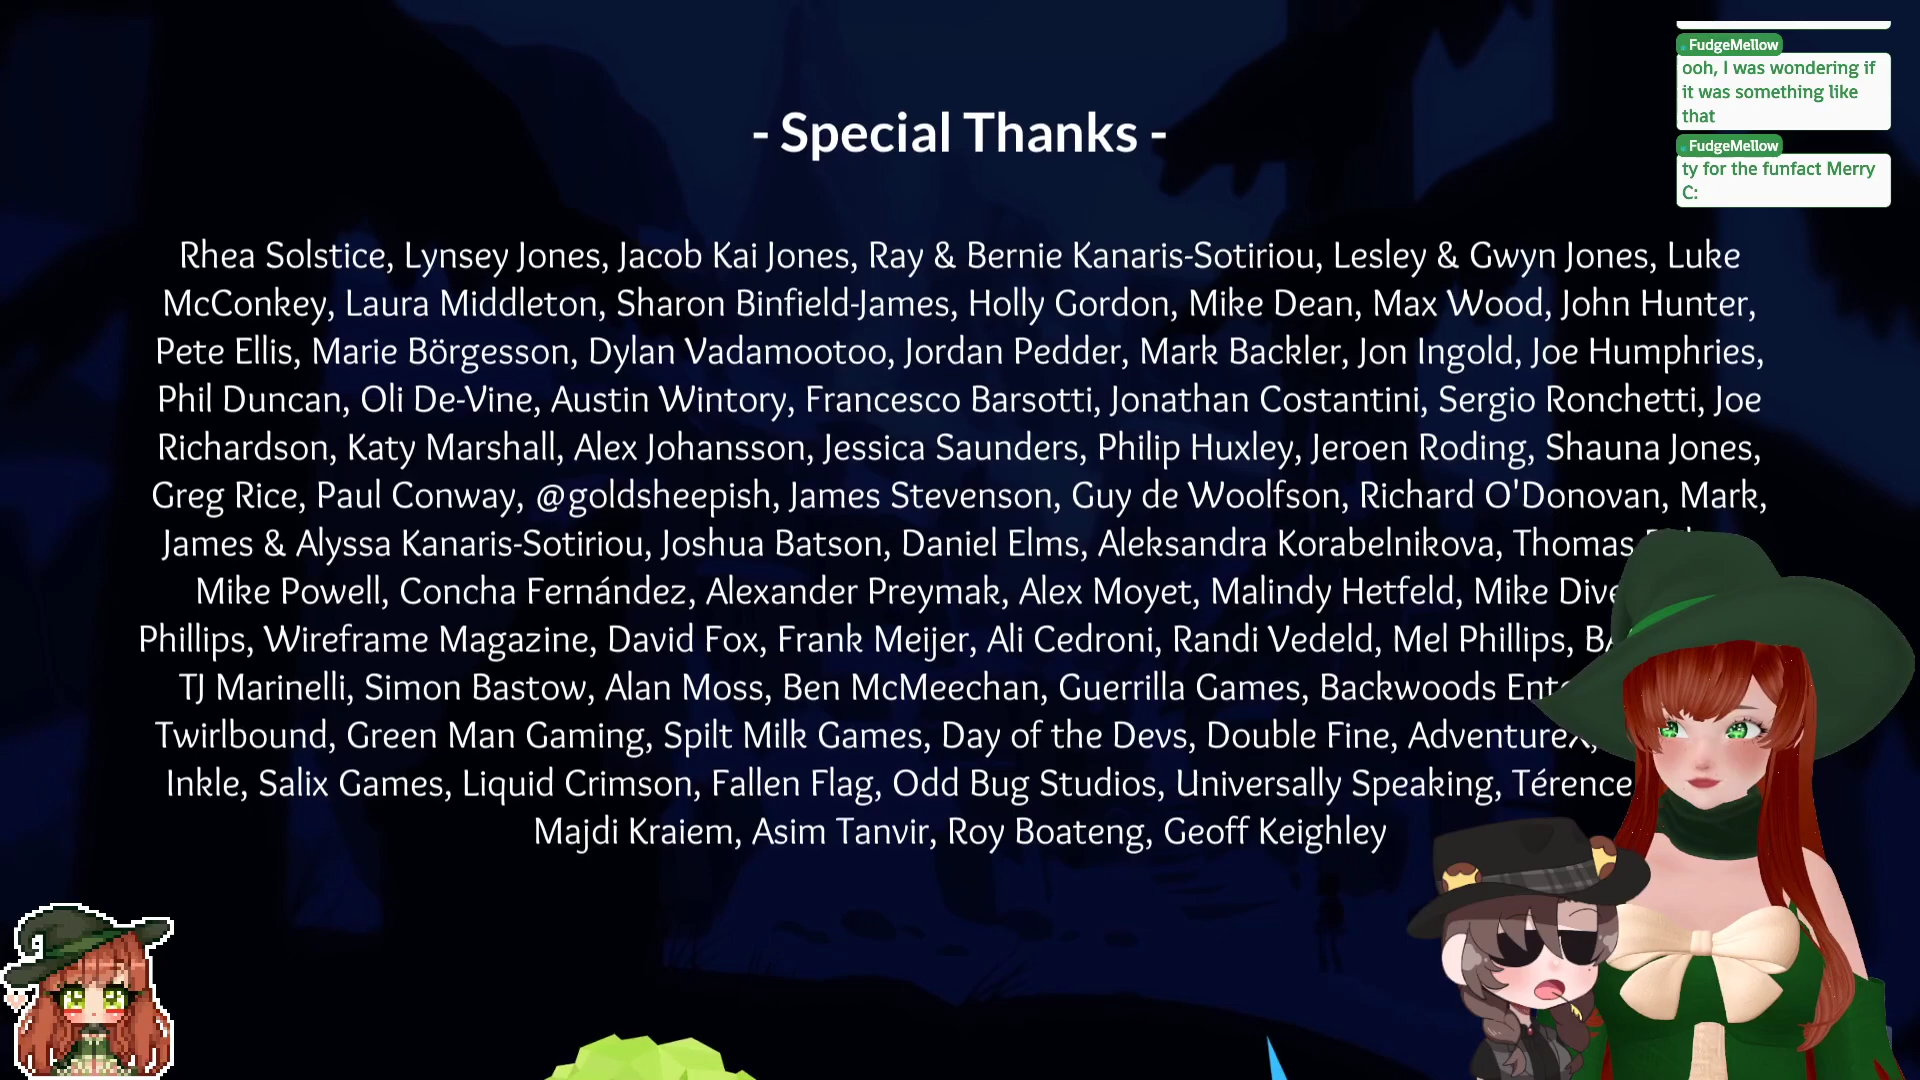 - Special Thanks -
Rhea Solstice, Lynsey Jones, Jacob Kai Jones, Ray & Bernie Kanaris-Sotiriou, Lesley & Gwyn Jones, Luke
McConkey, Laura Middleton, Sharon Binfield-James, Holly Gordon, Mike Dean, Max Wood, John Hunter,
Pete Ellis, Marie Börgesson, Dylan Vadamootoo, Jordan Pedder, Mark Backler, Jon Ingold, Joe Humphries,
Phil Duncan, Oli De-Vine, Austin Wintory, Francesco Barsotti, Jonathan Costantini, Sergio Ronchetti, Joe
Richardson, Katy Marshall, Alex Johansson, Jessica Saunders, Philip Huxley, Jeroen Roding, Shauna Jones,
Greg Rice, Paul Conway, @goldsheepish, James Stevenson, Guy de Woolfson, Richard O'Donovan, Mark,
James & Alyssa Kanaris-Sotiriou, Joshua Batson, Daniel Elms, Aleksandra Korabelnikova, Thomas
Mike Powell, Concha Fernández, Alexander Preymak, Alex Moyet, Malindy Hetfeld, Mike
Phillips, Wireframe Magazine, David Fox, Frank Meijer, Ali Cedroni, Randi Vedeld, Mel Phillips,
TJ Marinelli, Simon Bastow, Alan Moss, Ben McMeechan, Guerrilla Games, Backwoods
Twirlbound, Green Man Gaming, Spilt Milk Games, Day of the Devs, Double Fine, AdventureX,
Inkle, Salix Games, Liquid Crimson, Fallen Flag, Odd Bug Studios, Universally Speaking, Térence
Majdi Kraiem, Asim Tanvir, Roy Boateng, Geoff Keighley
FudgeMellow
ooh, I was wondering if
it was something like
that
FudgeMellow
ty for the funfact Merry
C: